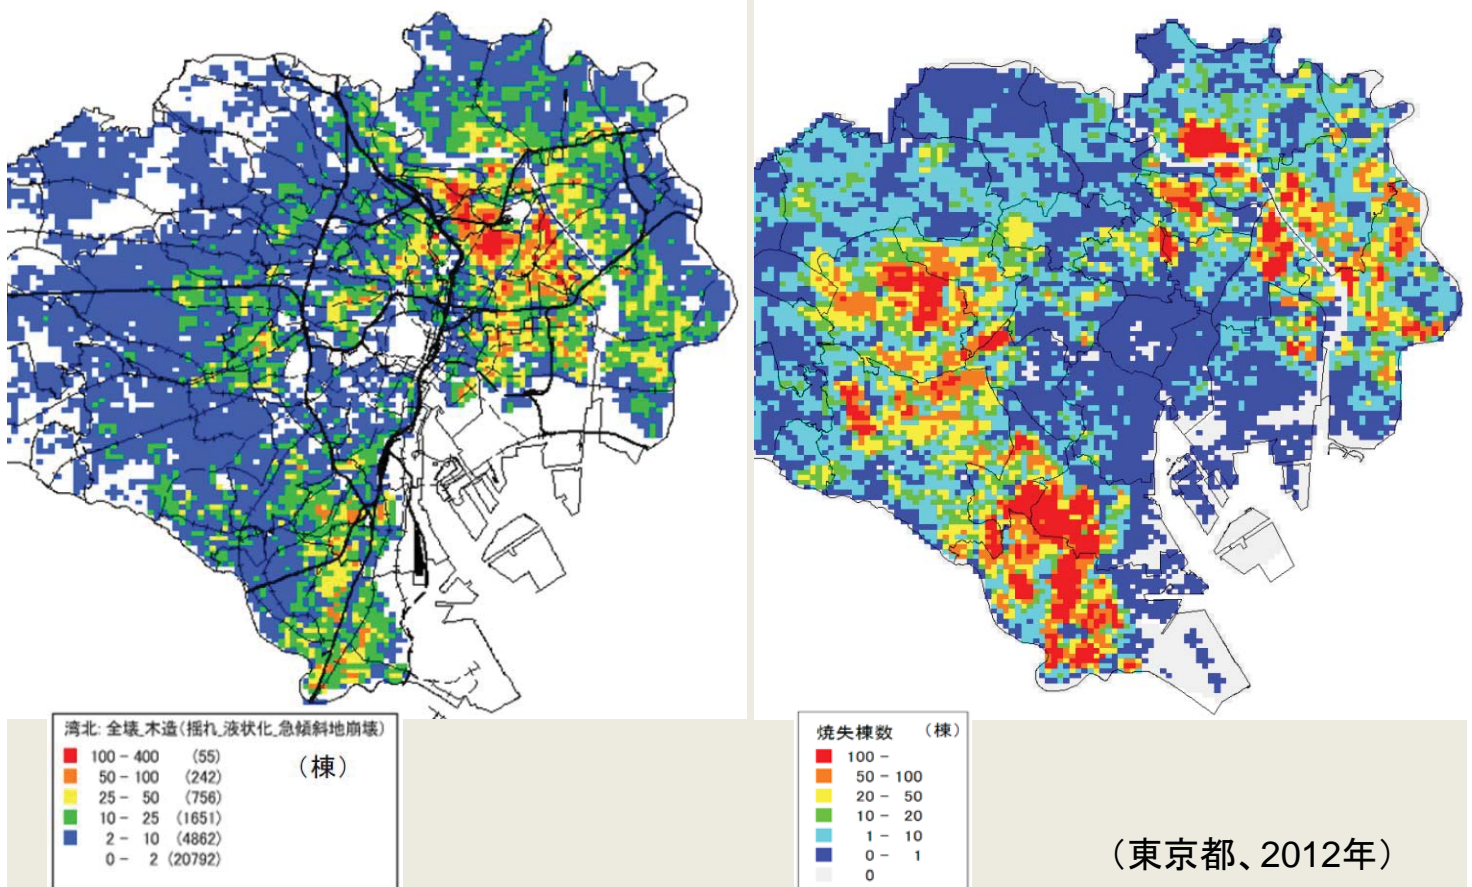 湾北: 全壊_木造(揺れ_液状化_急傾斜地崩壊)
（棟）
100 - 400 (55)
50 - 100 (242)
25 - 50 (756)
10 - 25 (1651)
2 - 10 (4862)
0 - 2 (20792)
焼失棟数 （棟）
100 -
50 - 100
20 - 50
10 - 20
1 - 10
0 - 1
0
（東京都、2012年）